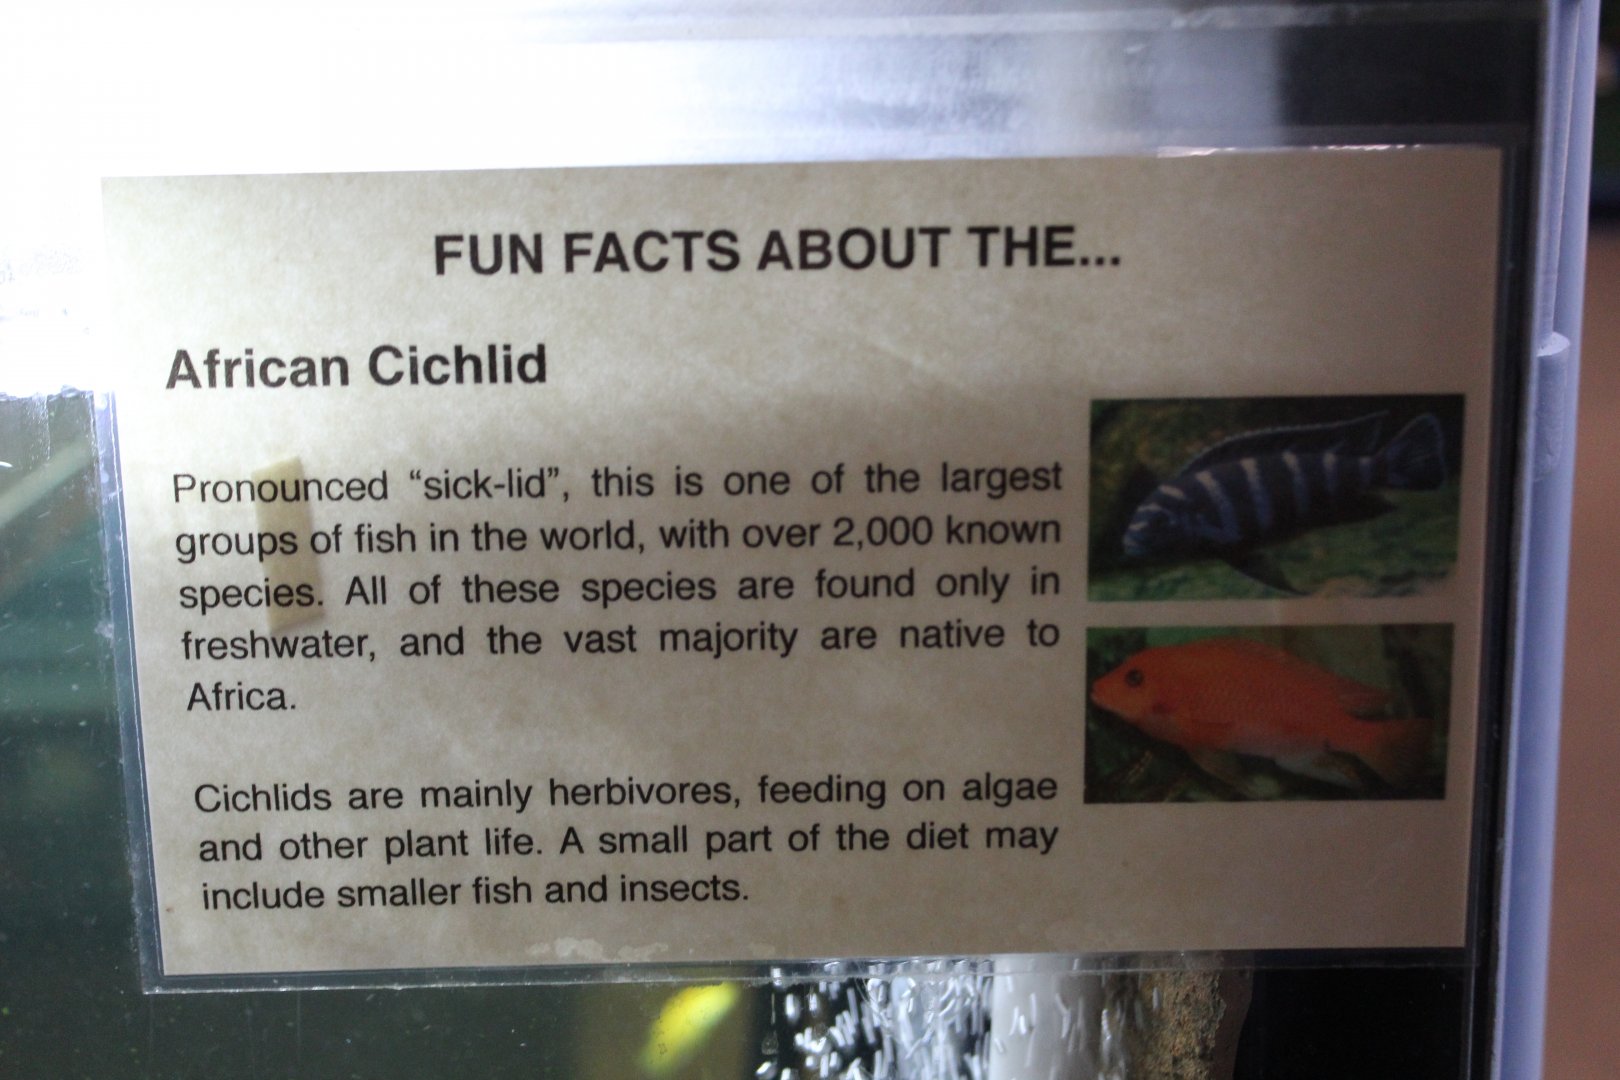 FUN FACTS ABOUT THE...
African Cichlid
Pronounced “sick-lid”, this is one of the largest
groups of fish in the world, with over 2,000 known
species. All of these species are found only in
freshwater, and the vast majority are native to
Africa.
Cichlids are mainly herbivores, feeding on algae
and other plant life. A small part of the diet may
include smaller fish and insects.